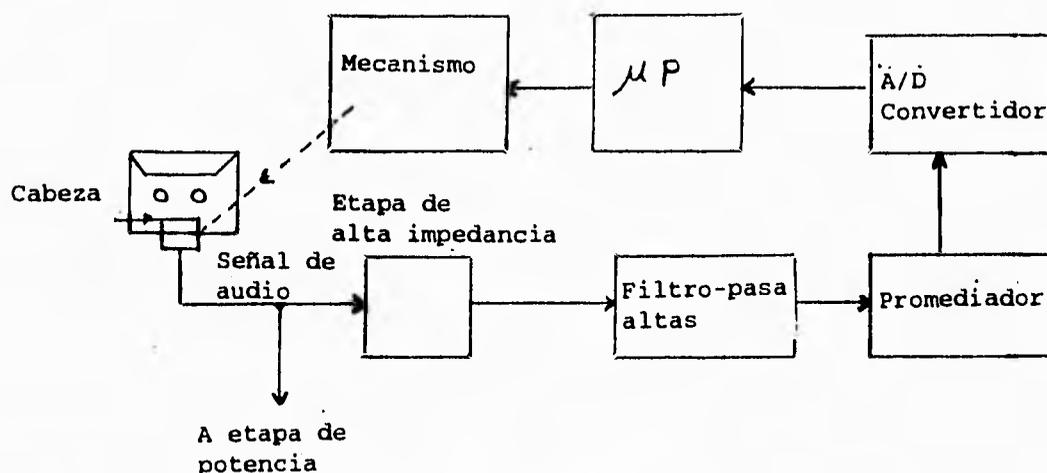 Mecanismo
μP
A/D
Convertidor
Cabeza
Etapa de
alta impedancia
Señal de
audio
Filtro-pasa
altas
Promediador
A etapa de
potencia